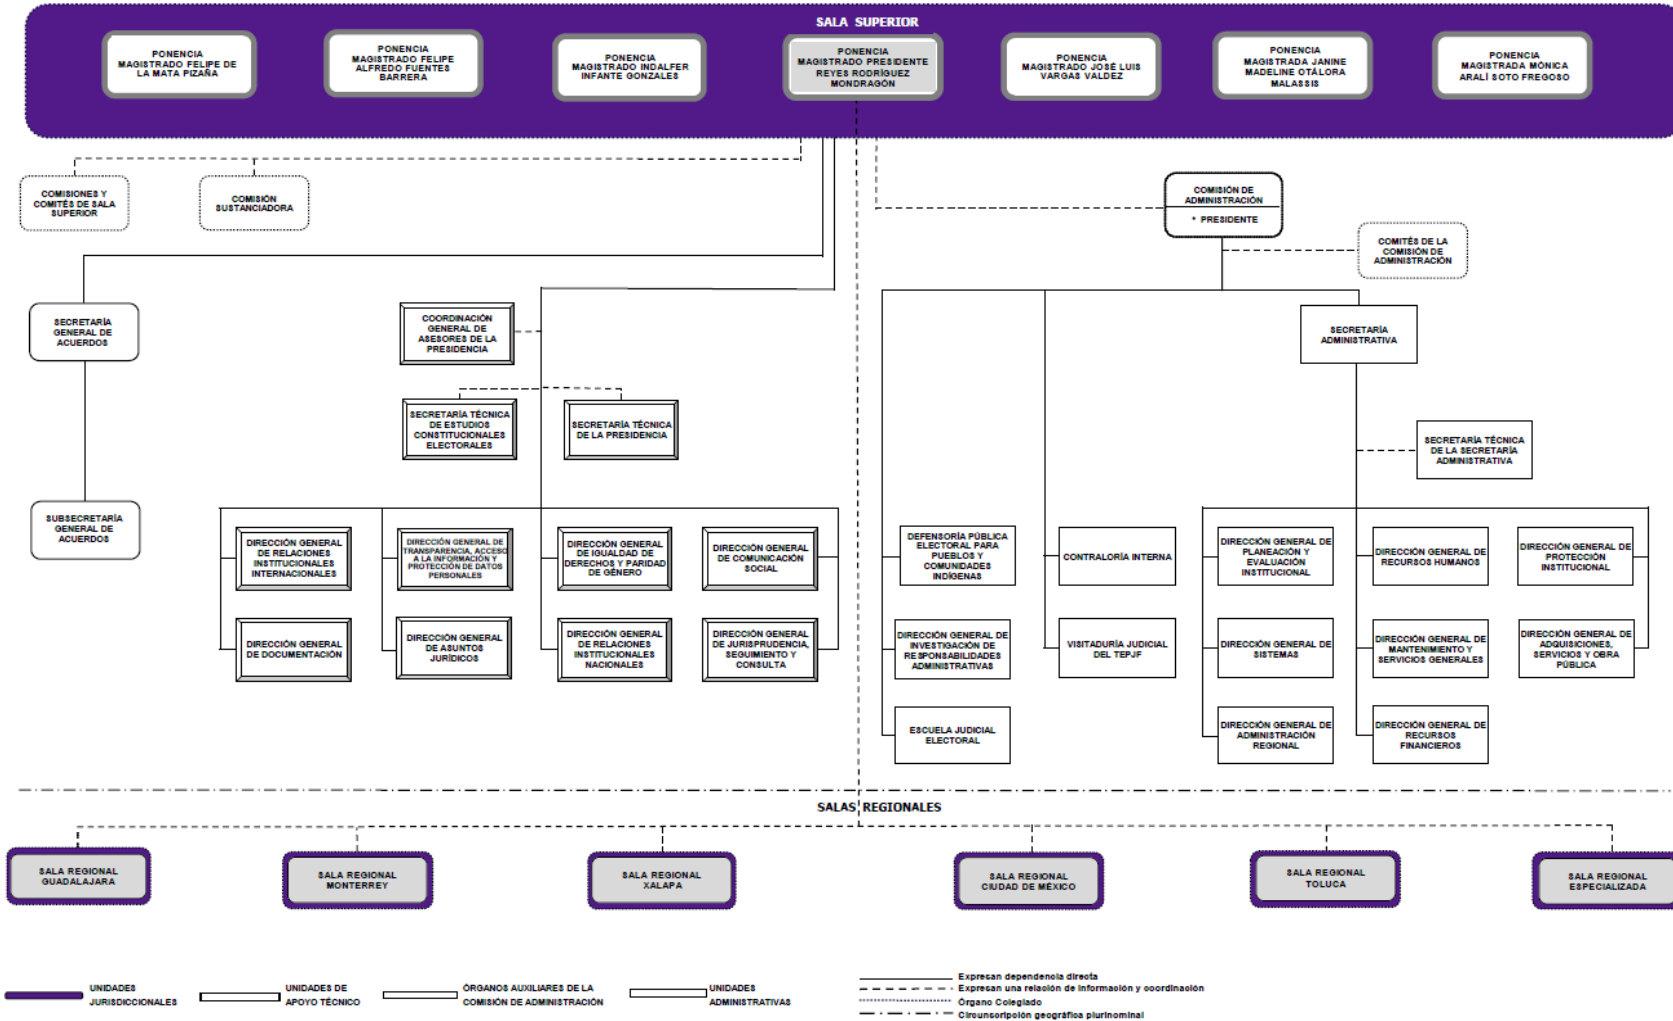 SALA SUPERIOR
PONENCIA
MAGISTRADO FELIPE DE
LA MATA PIZAÑA
PONENCIA
MAGISTRADO FELIPE
ALFREDO FUENTES
BARRERA
PONENCIA
MAGISTRADO INDALFER
INFANTE GONZALES
PONENCIA
MAGISTRADO PRESIDENTE
REYES RODRÍGUEZ
MONDRAGÓN
PONENCIA
MAGISTRADO JOSÉ LUIS
VARGAS VALDEZ
PONENCIA
MAGISTRADA JANINE
MADELINE OTÁLORA
MALASSIS
PONENCIA
MAGISTRADA MÓNICA
ARALÍ SOTO FREGOSO
COMISIONES Y
COMITÉS DE SALA
SUPERIOR
COMISIÓN
SUSTANCIADORA
COMISIÓN DE
ADMINISTRACIÓN
* PRESIDENTE
COMITÉS DE LA
COMISIÓN DE
ADMINISTRACIÓN
SECRETARÍA
GENERAL DE
ACUERDOS
COORDINACIÓN
GENERAL DE
ASESORES DE LA
PRESIDENCIA
SECRETARÍA
ADMINISTRATIVA
SECRETARÍA TÉCNICA
DE ESTUDIOS
CONSTITUCIONALES
ELECTORALES
SECRETARÍA TÉCNICA
DE LA PRESIDENCIA
SECRETARÍA TÉCNICA
DE LA SECRETARÍA
ADMINISTRATIVA
SUBSECRETARÍA
GENERAL DE
ACUERDOS
DIRECCIÓN GENERAL
DE RELACIONES
INSTITUCIONALES
INTERNACIONALES
DIRECCIÓN GENERAL DE
TRANSPARENCIA, ACCESO
A LA INFORMACIÓN Y
PROTECCIÓN DE DATOS
PERSONALES
DIRECCIÓN GENERAL
DE IGUALDAD DE
DERECHOS Y PARIDAD
DE GÉNERO
DIRECCIÓN GENERAL
DE COMUNICACIÓN
SOCIAL
DEFENSORÍA PÚBLICA
ELECTORAL PARA
PUEBLOS Y
COMUNIDADES
INDÍGENAS
CONTRALORÍA INTERNA
DIRECCIÓN GENERAL DE
PLANEACIÓN Y
EVALUACIÓN
INSTITUCIONAL
DIRECCIÓN GENERAL DE
RECURSOS HUMANOS
DIRECCIÓN GENERAL DE
PROTECCIÓN
INSTITUCIONAL
DIRECCIÓN GENERAL
DE DOCUMENTACIÓN
DIRECCIÓN GENERAL
DE ASUNTOS
JURÍDICOS
DIRECCIÓN GENERAL
DE RELACIONES
INSTITUCIONALES
NACIONALES
DIRECCIÓN GENERAL
DE JURISPRUDENCIA,
SEGUIMIENTO Y
CONSULTA
DIRECCIÓN GENERAL DE
INVESTIGACIÓN DE
RESPONSABILIDADES
ADMINISTRATIVAS
VISITADURÍA JUDICIAL
DEL TEPJF
DIRECCIÓN GENERAL DE
SISTEMAS
DIRECCIÓN GENERAL DE
MANTENIMIENTO Y
SERVICIOS GENERALES
DIRECCIÓN GENERAL DE
ADQUISICIONES,
SERVICIOS Y OBRA
PÚBLICA
ESCUELA JUDICIAL
ELECTORAL
DIRECCIÓN GENERAL DE
ADMINISTRACIÓN
REGIONAL
DIRECCIÓN GENERAL DE
RECURSOS
FINANCIEROS
SALAS REGIONALES
SALA REGIONAL
GUADALAJARA
SALA REGIONAL
MONTERREY
SALA REGIONAL
XALAPA
SALA REGIONAL
CIUDAD DE MÉXICO
SALA REGIONAL
TOLUCA
SALA REGIONAL
ESPECIALIZADA
UNIDADES
JURISDICCIONALES
UNIDADES DE
APOYO TÉCNICO
ÓRGANOS AUXILIARES DE LA
COMISIÓN DE ADMINISTRACIÓN
UNIDADES
ADMINISTRATIVAS
Expresan dependencia directa
Expresan una relación de información y coordinación
Órgano Colegiado
Circunscripción geográfica plurinominal